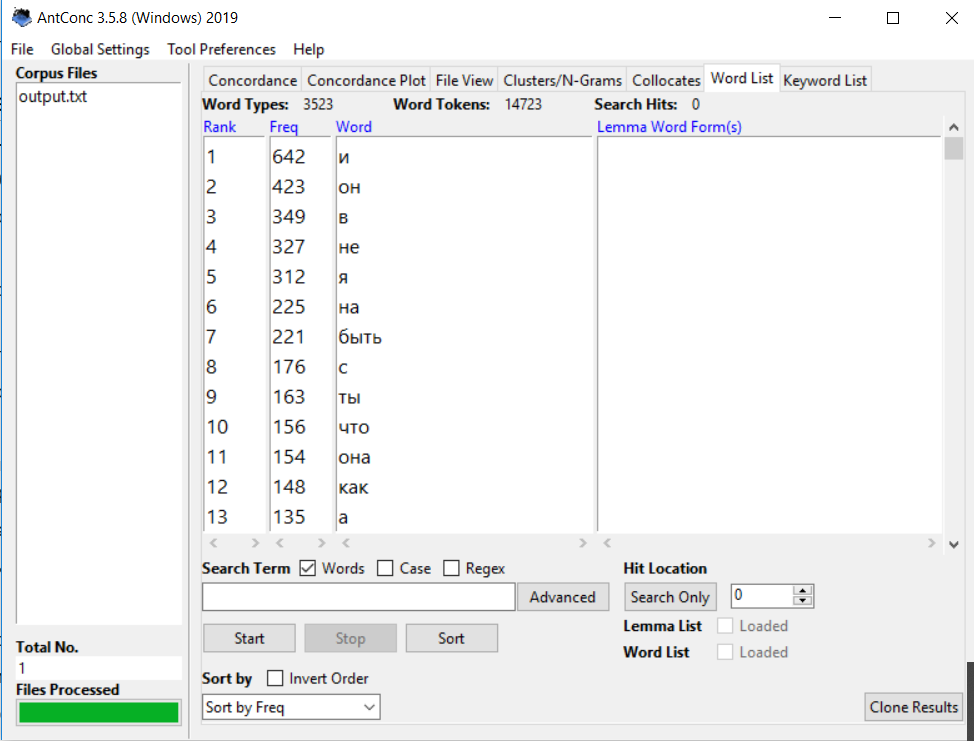 AntConc 3.5.8 (Windows) 2019
File Global Settings Tool Preferences Help
Corpus Files
output.txt
Total No.
1
Files Processed
Concordance Concordance Plot File View Clusters/N-Grams Collocates Word List Keyword List
Word Types: 3523 Word Tokens: 14723 Search Hits: 0
Rank Freq Word Lemma Word Form(s)
1 642 и
2 423 он
3 349 в
4 327 не
5 312 я
6 225 на
7 221 быть
8 176 с
9 163 ты
10 156 что
11 154 она
12 148 как
13 135 а
Search Term Words Case Regex Hit Location
Advanced Search Only 0
Start Stop Sort Lemma List Loaded
Word List Loaded
Sort by Invert Order
Sort by Freq Clone Results